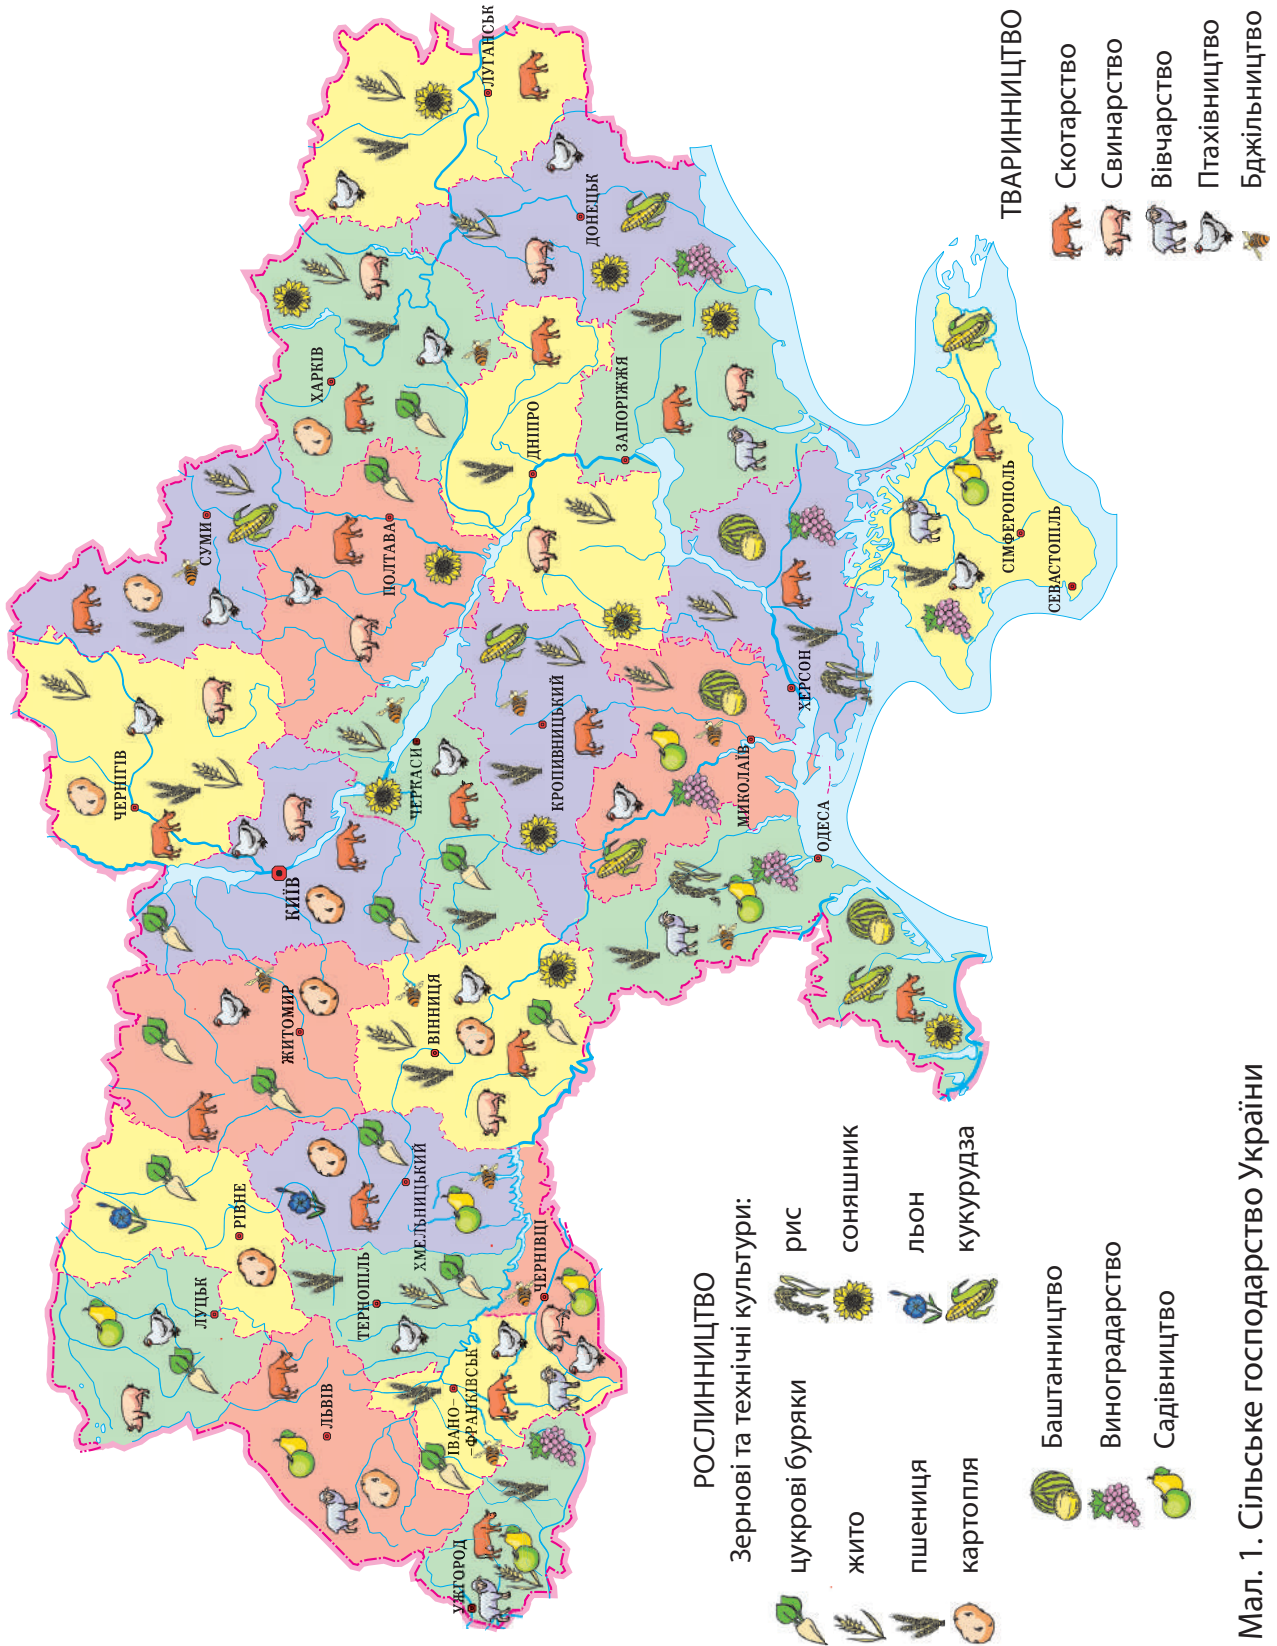 ЛУЦЬК
РІВНЕ
ЖИТОМИР
КИЇВ
ЧЕРНІГІВ
СУМИ
ЛЬВІВ
ТЕРНОПІЛЬ
ХМЕЛЬНИЦЬКИЙ
ВІННИЦЯ
ЧЕРКАСИ
ПОЛТАВА
ХАРКІВ
ЛУГАНСЬК
УЖГОРОД
ІВАНО–
–ФРАНКІВСЬК
ЧЕРНІВЦІ
КРОПИВНИЦЬКИЙ
ДНІПРО
ДОНЕЦЬК
ЗАПОРІЖЖЯ
МИКОЛАЇВ
ОДЕСА
ХЕРСОН
СІМФЕРОПОЛЬ
СЕВАСТОПІЛЬ
РОСЛИННИЦТВО
Зернові та технічні культури:
цукрові буряки
жито
пшениця
картопля
рис
соняшник
льон
кукурудза
Баштанництво
Виноградарство
Садівництво
ТВАРИННИЦТВО
Скотарство
Свинарство
Вівчарство
Птахівництво
Бджільництво
Мал. 1. Сільське господарство України